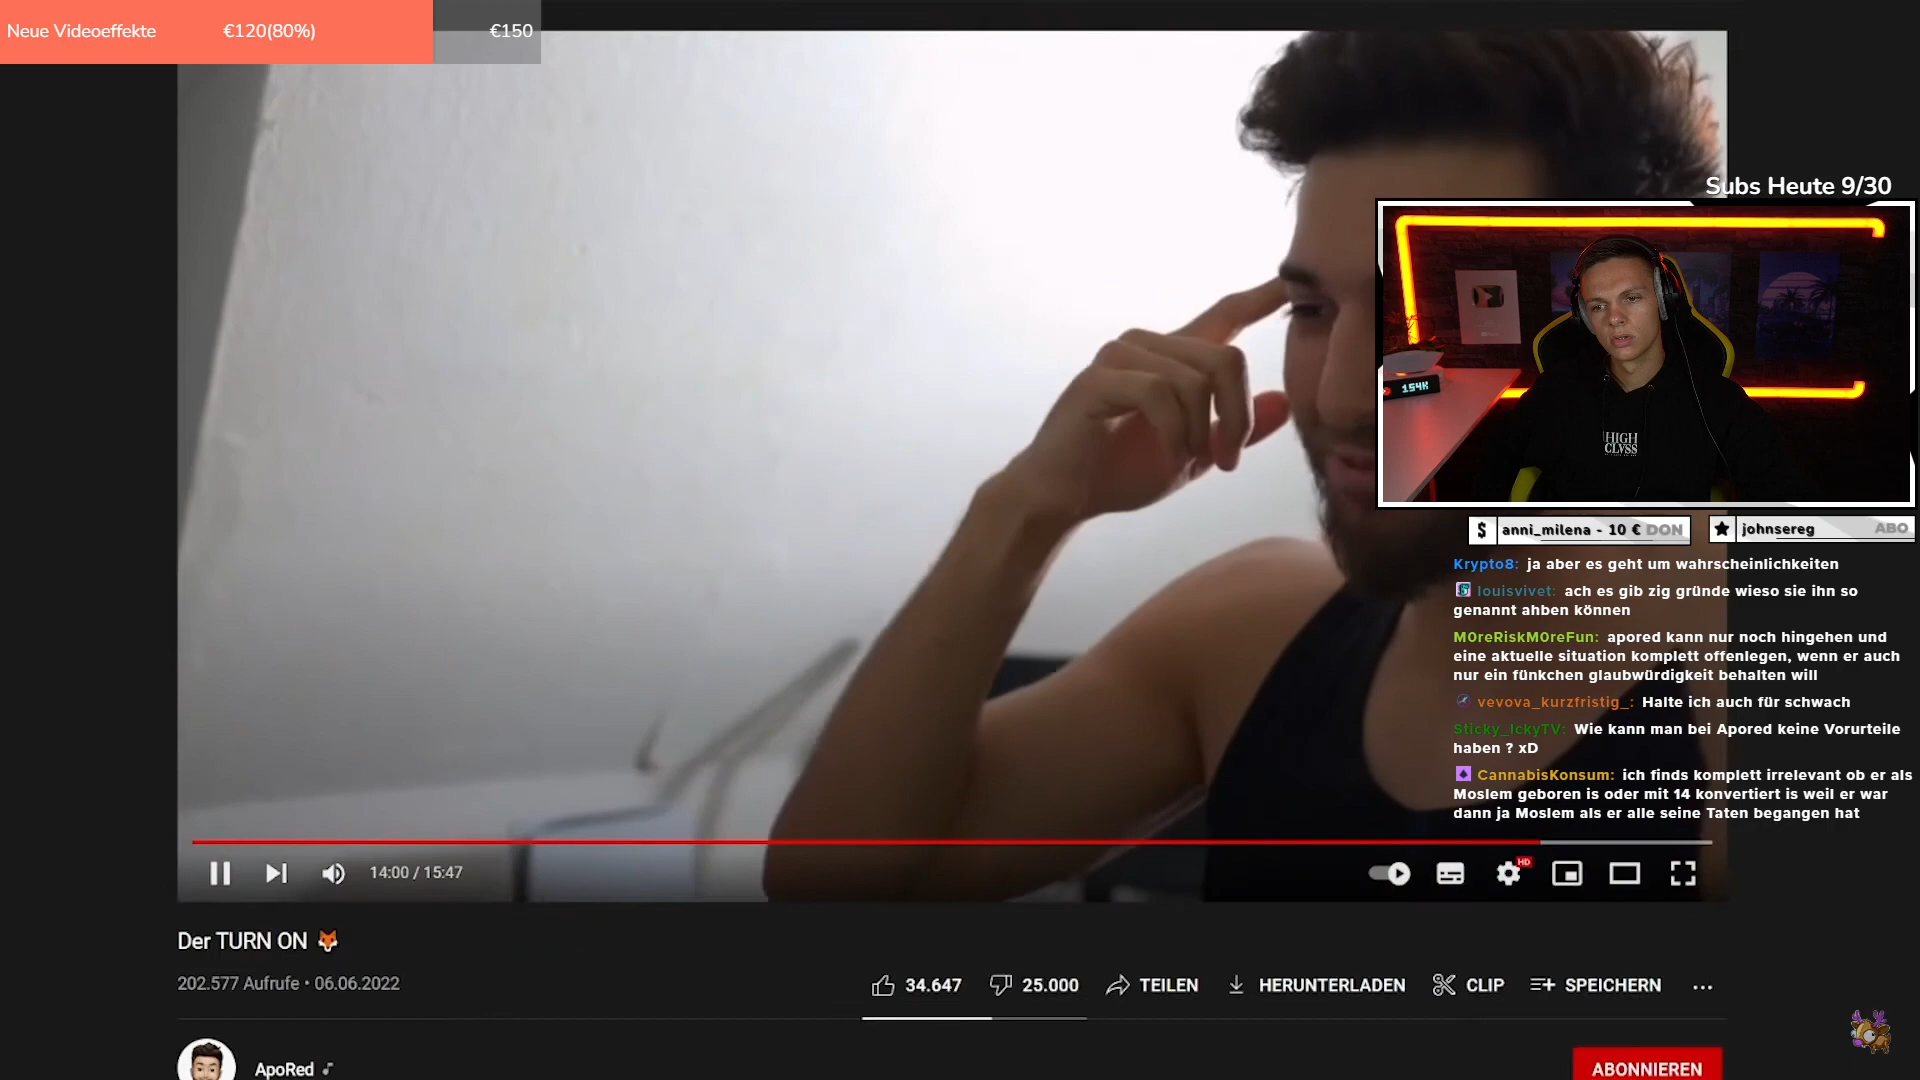 Neue Videoeffekte €120(80%) €150
Subs Heute 9/30
154K
HIGH
CLVSS
$ anni_milena - 10 € DON
johnsereg ABO
Krypto8: ja aber es geht um wahrscheinlichkeiten
louisvivet: ach es gib zig gründe wieso sie ihn so
genannt ahben können
M0reRiskM0reFun: apored kann nur noch hingehen und
eine aktuelle situation komplett offenlegen, wenn er auch
nur ein fünkchen glaubwürdigkeit behalten will
vevova_kurzfristig_: Halte ich auch für schwach
Sticky_IckyTV: Wie kann man bei Apored keine Vorurteile
haben ? xD
CannabisKonsum: ich finds komplett irrelevant ob er als
Moslem geboren is oder mit 14 konvertiert is weil er war
dann ja Moslem als er alle seine Taten begangen hat
14:00 / 15:47
HD
Der TURN ON 🦊
202.577 Aufrufe • 06.06.2022
34.647 25.000 TEILEN HERUNTERLADEN CLIP SPEICHERN ...
ApoRed ♪
ABONNIEREN